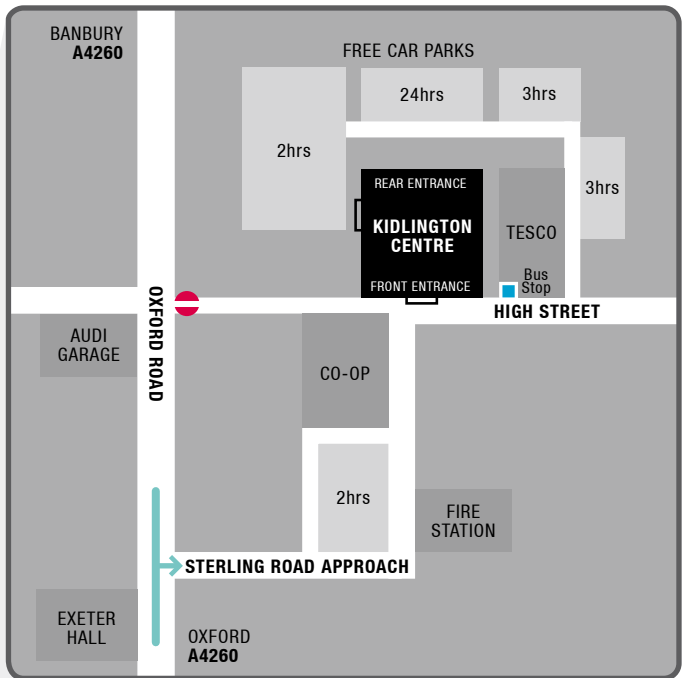 BANBURY
A4260
FREE CAR PARKS
24hrs
3hrs
2hrs
REAR ENTRANCE
3hrs
KIDLINGTON
CENTRE
TESCO
FRONT ENTRANCE
Bus
Stop
OXFORD ROAD
HIGH STREET
AUDI
GARAGE
CO-OP
2hrs
FIRE
STATION
STERLING ROAD APPROACH
EXETER
HALL
OXFORD
A4260